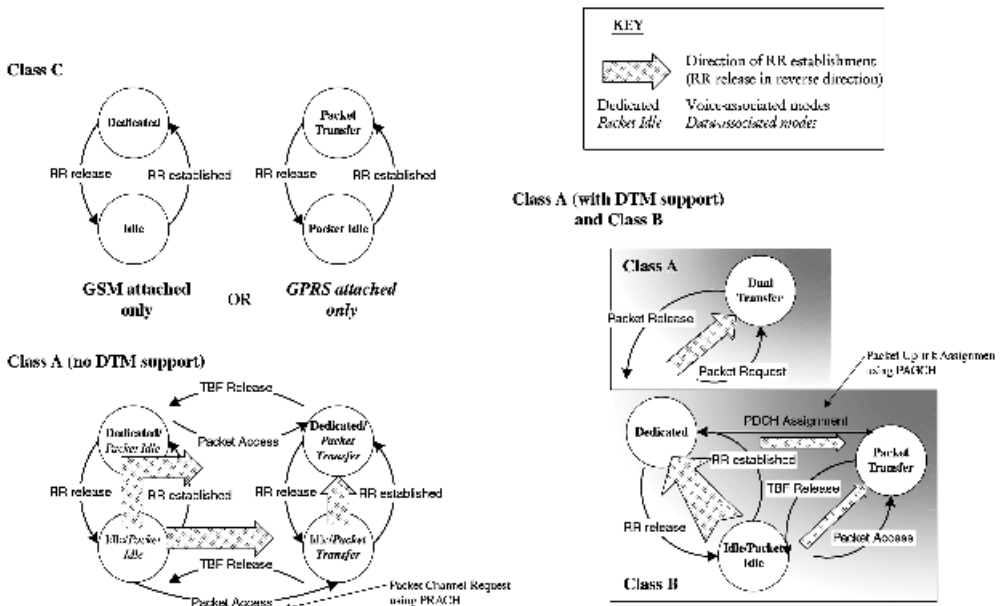 KEY
Direction of RR establishment
(RR release in reverse direction)
Dedicated Voice-associated modes
Packet Idle Data-associated modes
Class C
Dedicated
RR release
RR established
Idle
GSM attached
only
OR
Packet
Transfer
RR release
RR established
Packet Idle
GPRS attached
only
Class A (no DTM support)
TBF Release
Dedicated/
Packet Idle
Packet Access
Dedicated/
Packet
Transfer
RR release
RR established
RR release
RR established
Idle/Packet
Idle
Idle/Packet
Transfer
TBF Release
Packet Access
Packet Channel Request
using PRACH
Class A (with DTM support)
and Class B
Class A
Dual
Transfer
Packet Release
Packet Request
Packet Uplink Assignmen
using PAGCH
Dedicated
PDCH Assignment
Packet
Transfer
RR established
TBF Release
RR release
Packet Access
Idle/Packet
Idle
Class B